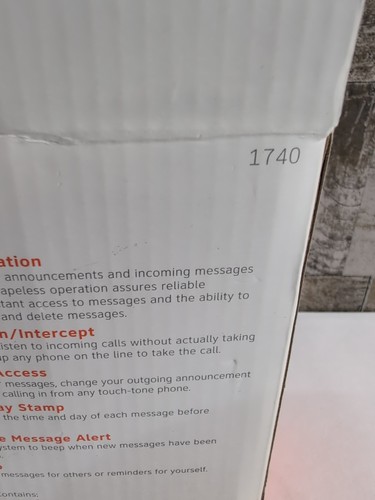 1740
ation
announcements and incoming messages
apeless operation assures reliable
tant access to messages and the ability to
and delete messages.
n/Intercept
isten to incoming calls without actually taking
up any phone on the line to take the call.
Access
messages, change your outgoing announcement
calling in from any touch-tone phone.
ay Stamp
the time and day of each message before
e Message Alert
ystem to beep when new messages have been
messages for others or reminders for yourself.
ontains: